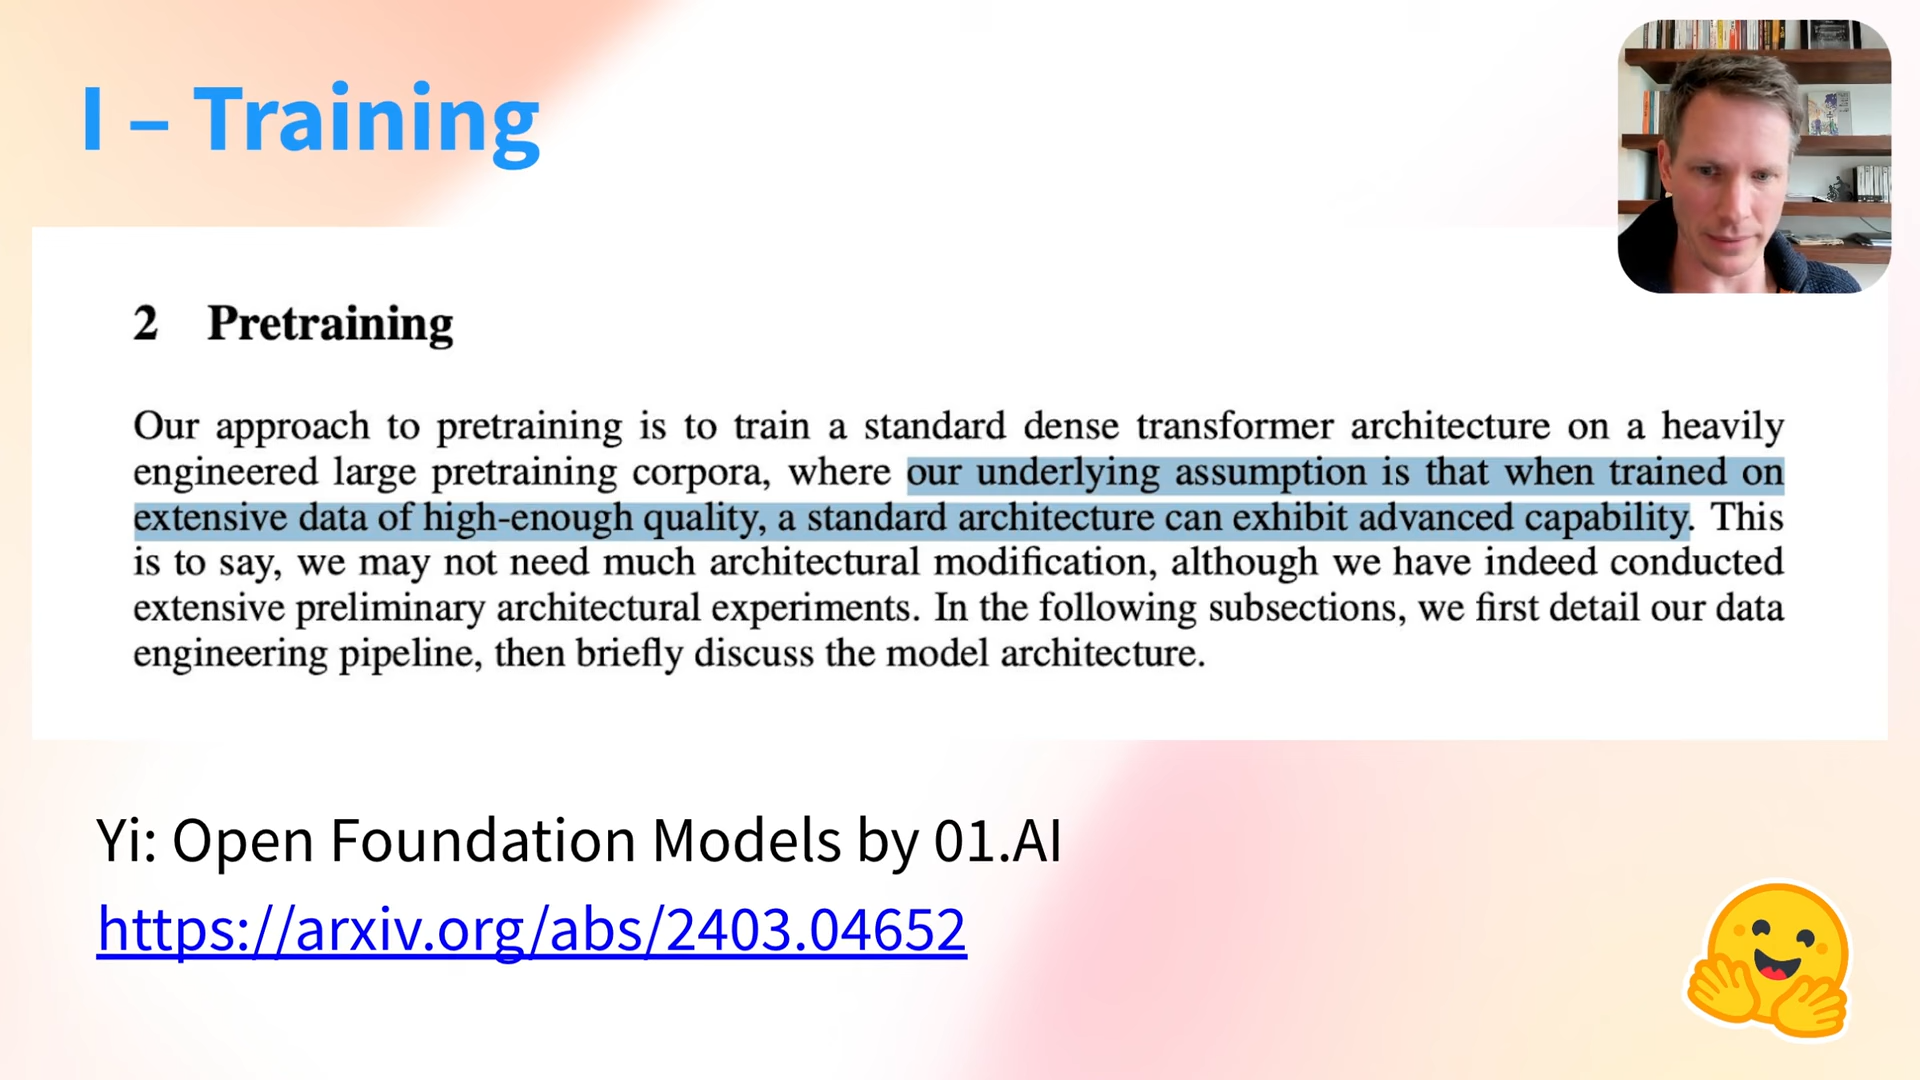 I – Training
2 Pretraining
Our approach to pretraining is to train a standard dense transformer architecture on a heavily
engineered large pretraining corpora, where our underlying assumption is that when trained on
extensive data of high-enough quality, a standard architecture can exhibit advanced capability. This
is to say, we may not need much architectural modification, although we have indeed conducted
extensive preliminary architectural experiments. In the following subsections, we first detail our data
engineering pipeline, then briefly discuss the model architecture.
Yi: Open Foundation Models by 01.AI
https://arxiv.org/abs/2403.04652